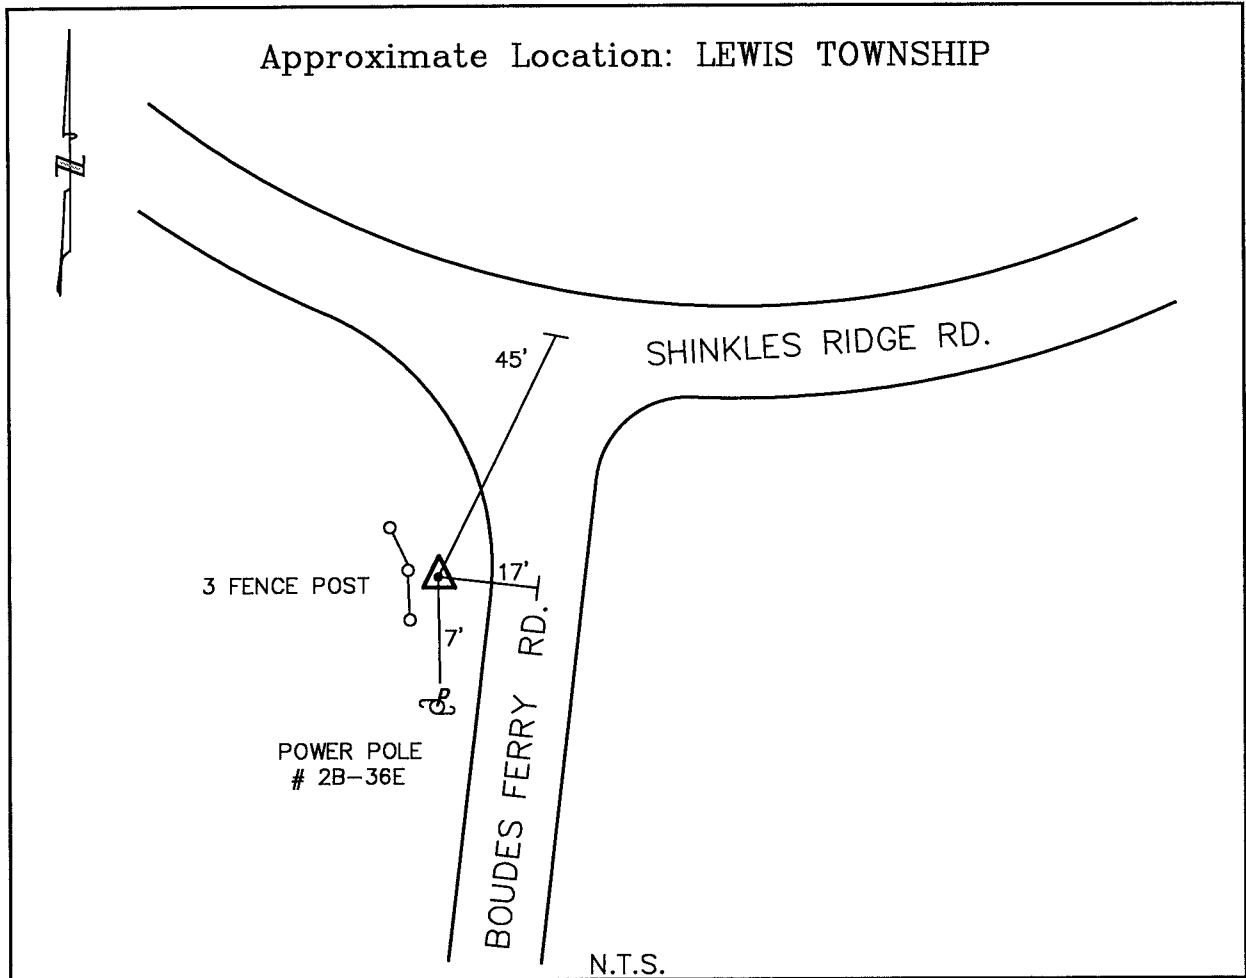 Approximate Location: LEWIS TOWNSHIP
N
45'
SHINKLES RIDGE RD.
3 FENCE POST
17'
7'
BOUDES FERRY RD.
P
POWER POLE
# 2B-36E
N.T.S.